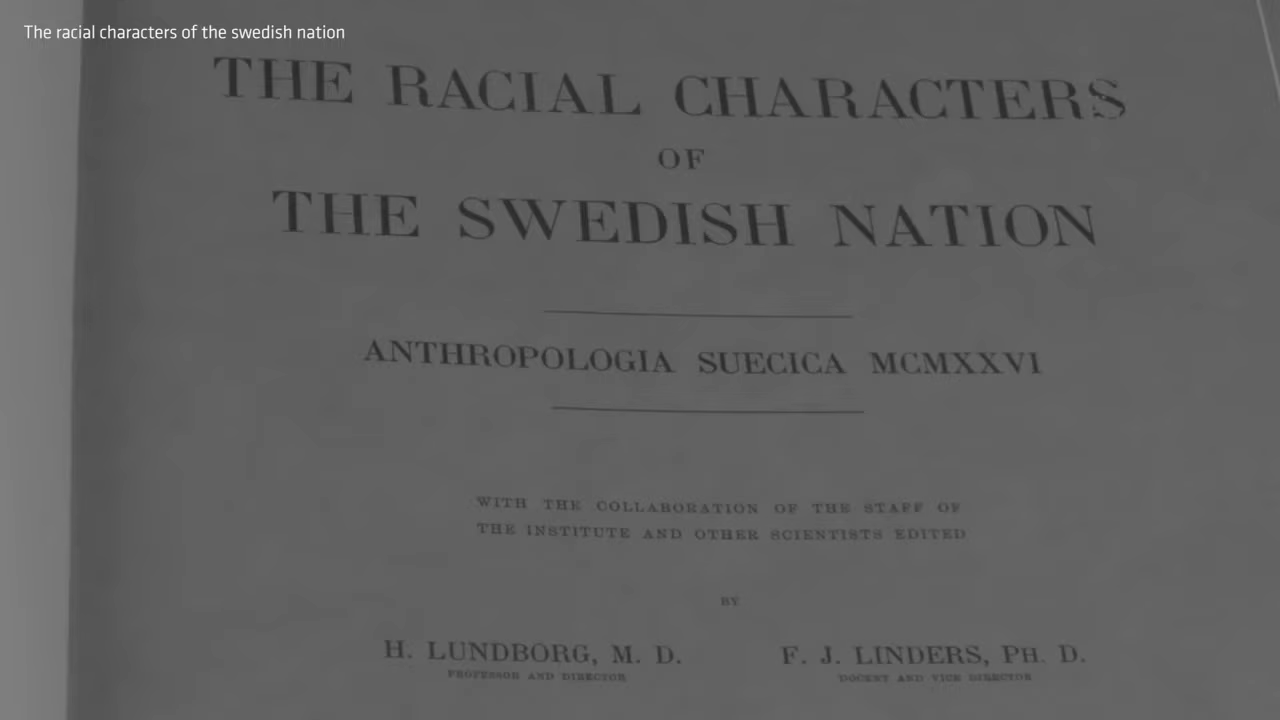 The racial characters of the swedish nation
THE RACIAL CHARACTERS
OF
THE SWEDISH NATION
ANTHROPOLOGIA SUECICA MCMXXVI
WITH THE COLLABORATION OF THE STAFF OF
THE INSTITUTE AND OTHER SCIENTISTS EDITED
BY
H. LUNDBORG, M. D. F. J. LINDERS, PH. D.
PROFESSOR AND DIRECTOR DOCENT AND VICE DIRECTOR